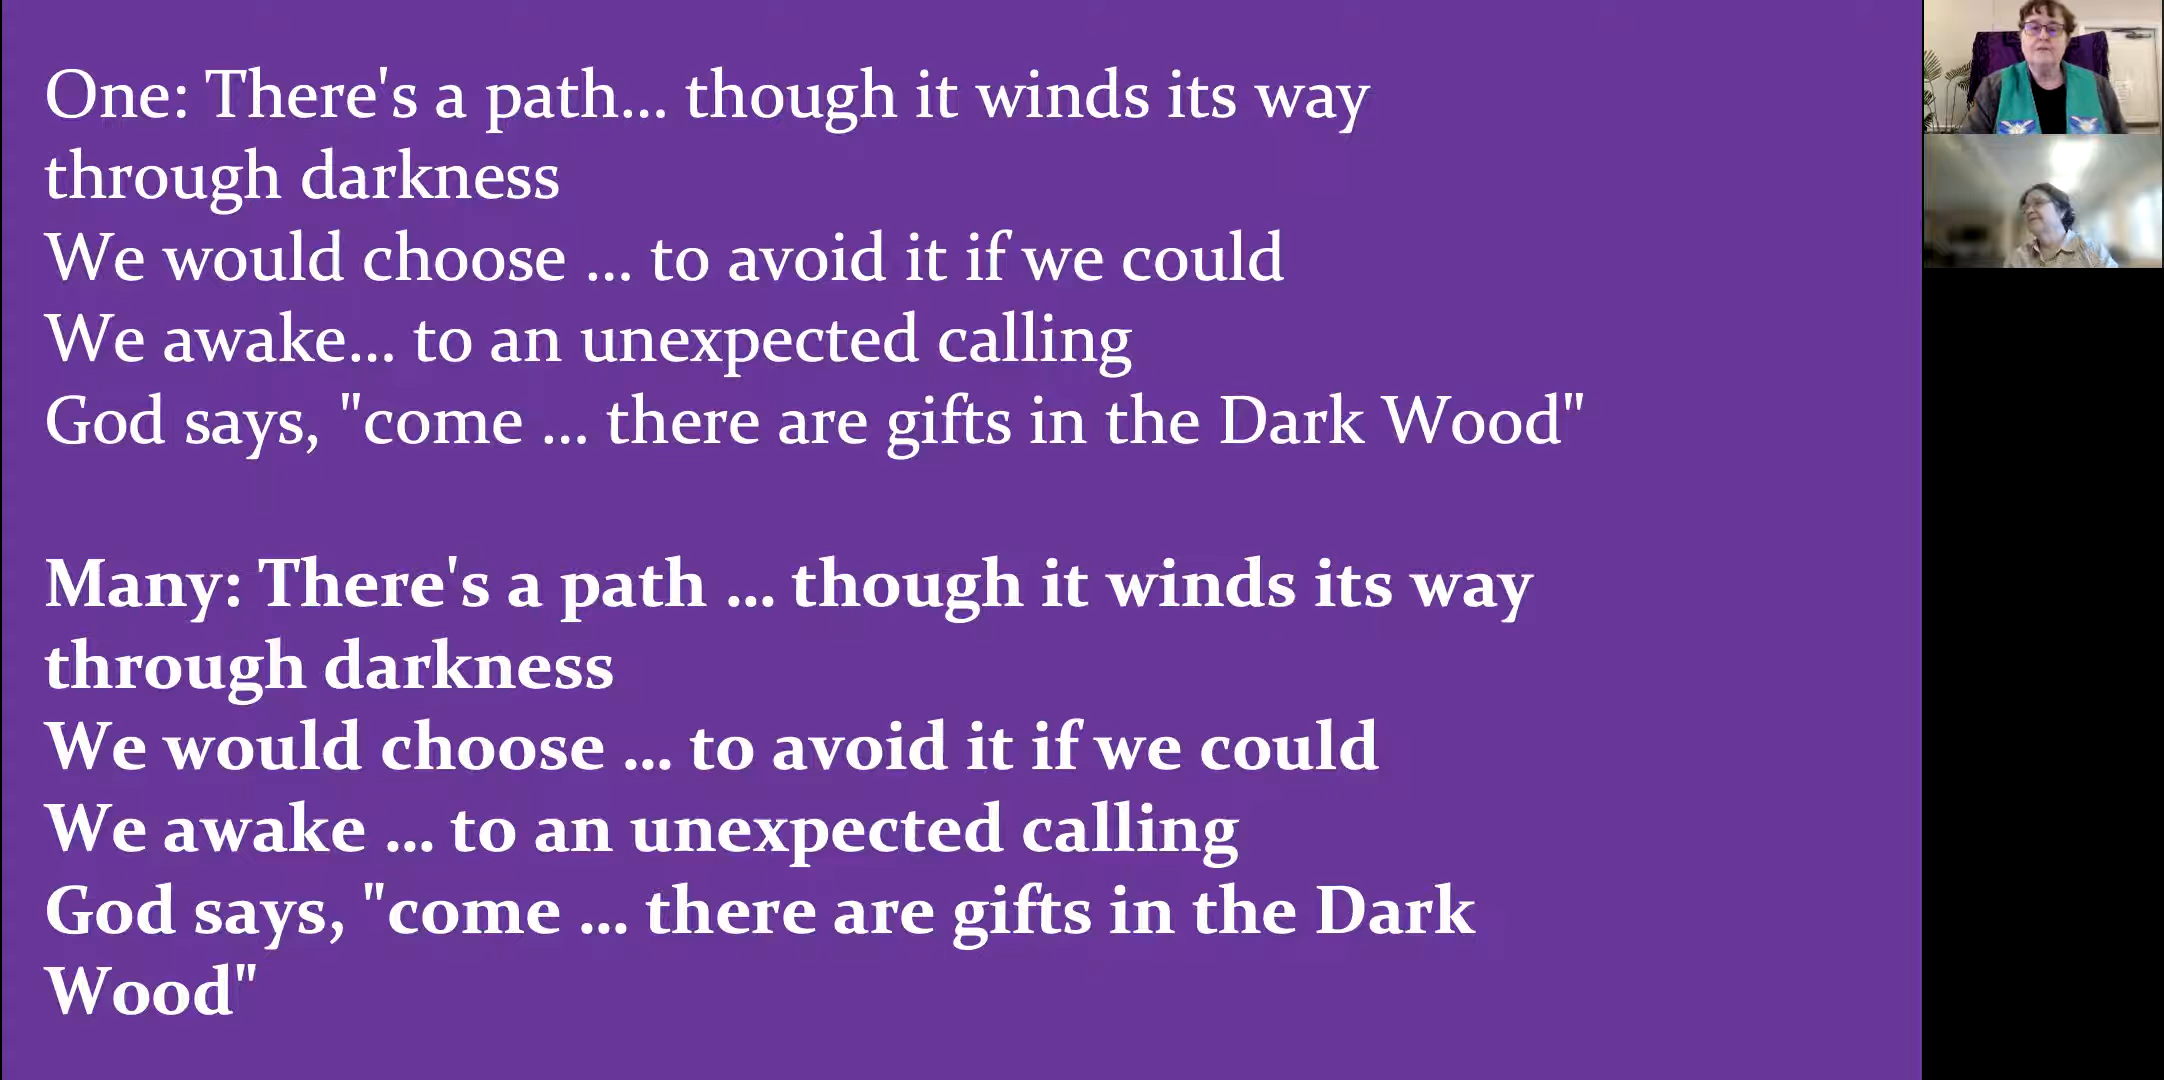 One: There's a path... though it winds its way
through darkness
We would choose ... to avoid it if we could
We awake... to an unexpected calling
God says, "come ... there are gifts in the Dark Wood"
Many: There's a path ... though it winds its way
through darkness
We would choose ... to avoid it if we could
We awake ... to an unexpected calling
God says, "come ... there are gifts in the Dark
Wood"